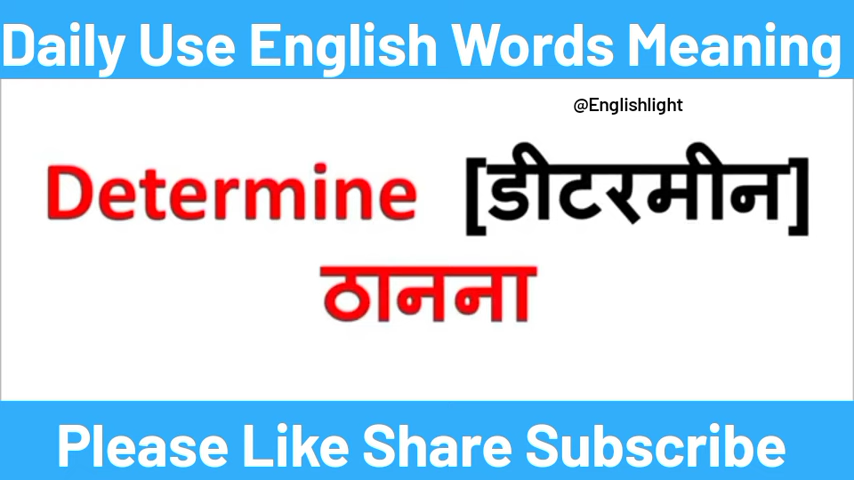 Daily Use English Words Meaning
@Englishlight
Determine [डीटरमीन]
ठानना
Please Like Share Subscribe